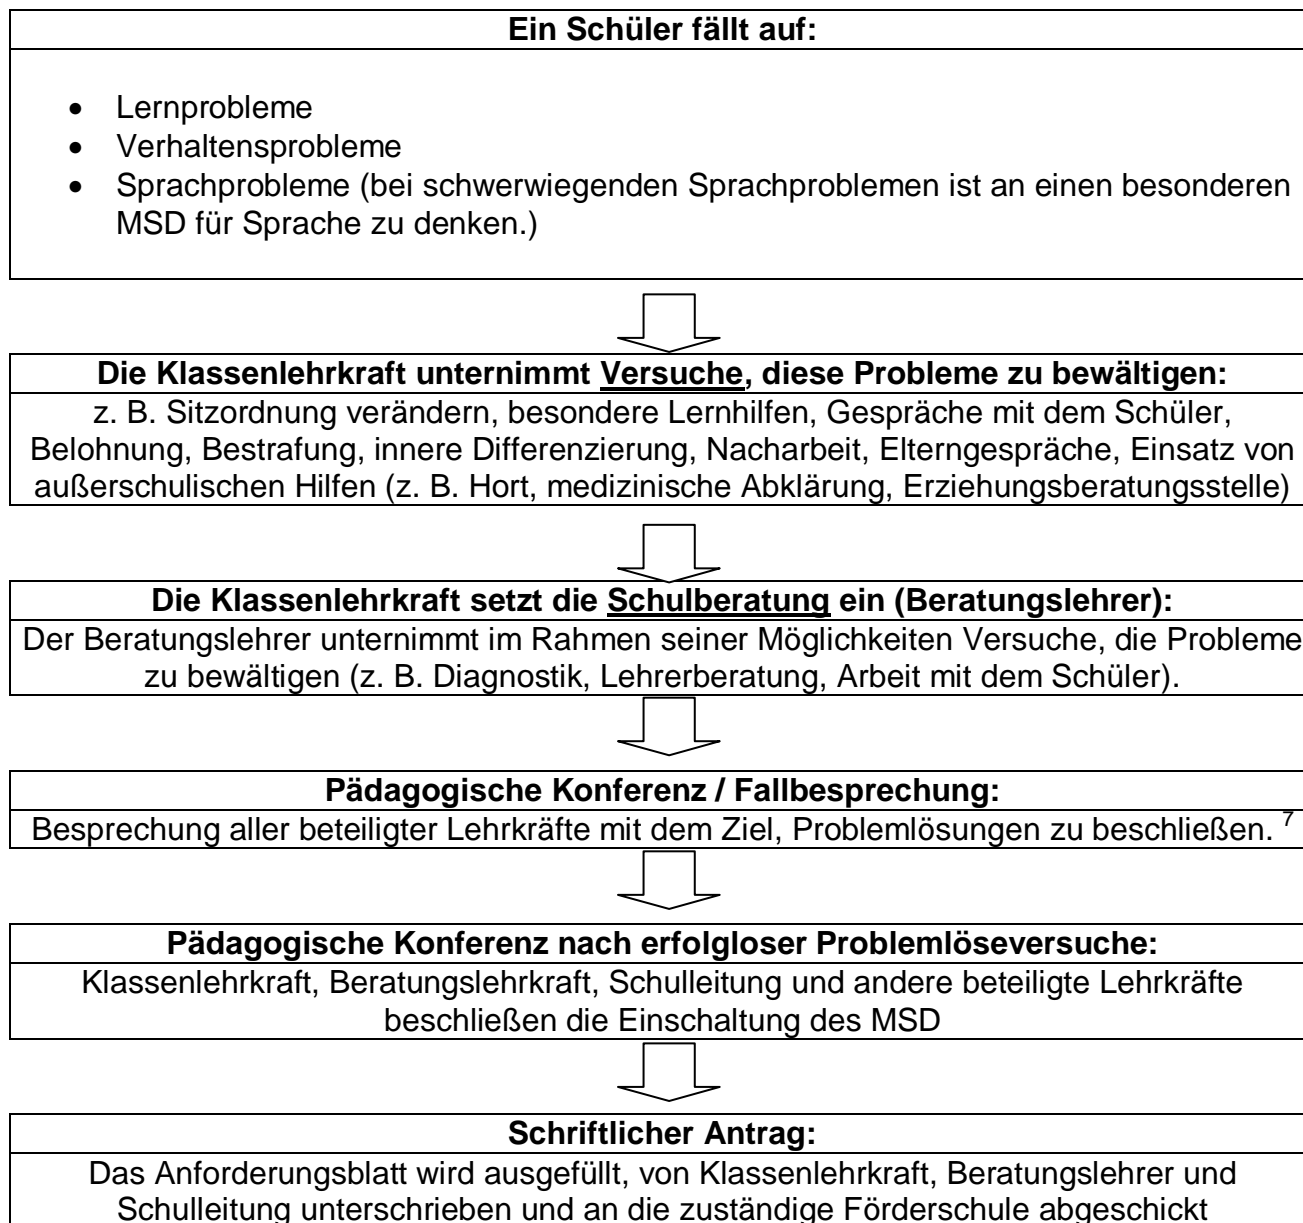 Ein Schüler fällt auf:
• Lernprobleme
• Verhaltensprobleme
• Sprachprobleme (bei schwerwiegenden Sprachproblemen ist an einen besonderen
MSD für Sprache zu denken.)
Die Klassenlehrkraft unternimmt Versuche, diese Probleme zu bewältigen:
z. B. Sitzordnung verändern, besondere Lernhilfen, Gespräche mit dem Schüler,
Belohnung, Bestrafung, innere Differenzierung, Nacharbeit, Elterngespräche, Einsatz von
außerschulischen Hilfen (z. B. Hort, medizinische Abklärung, Erziehungsberatungsstelle)
Die Klassenlehrkraft setzt die Schulberatung ein (Beratungslehrer):
Der Beratungslehrer unternimmt im Rahmen seiner Möglichkeiten Versuche, die Probleme
zu bewältigen (z. B. Diagnostik, Lehrerberatung, Arbeit mit dem Schüler).
Pädagogische Konferenz / Fallbesprechung:
Besprechung aller beteiligter Lehrkräfte mit dem Ziel, Problemlösungen zu beschließen. 7
Pädagogische Konferenz nach erfolgloser Problemlöseversuche:
Klassenlehrkraft, Beratungslehrkraft, Schulleitung und andere beteiligte Lehrkräfte
beschließen die Einschaltung des MSD
Schriftlicher Antrag:
Das Anforderungsblatt wird ausgefüllt, von Klassenlehrkraft, Beratungslehrer und
Schulleitung unterschrieben und an die zuständige Förderschule abgeschickt